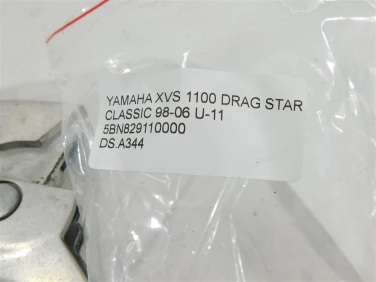 YAMAHA XVS 1100 DRAG STAR
CLASSIC 98-06 U-11
5BN829110000
DS.A344